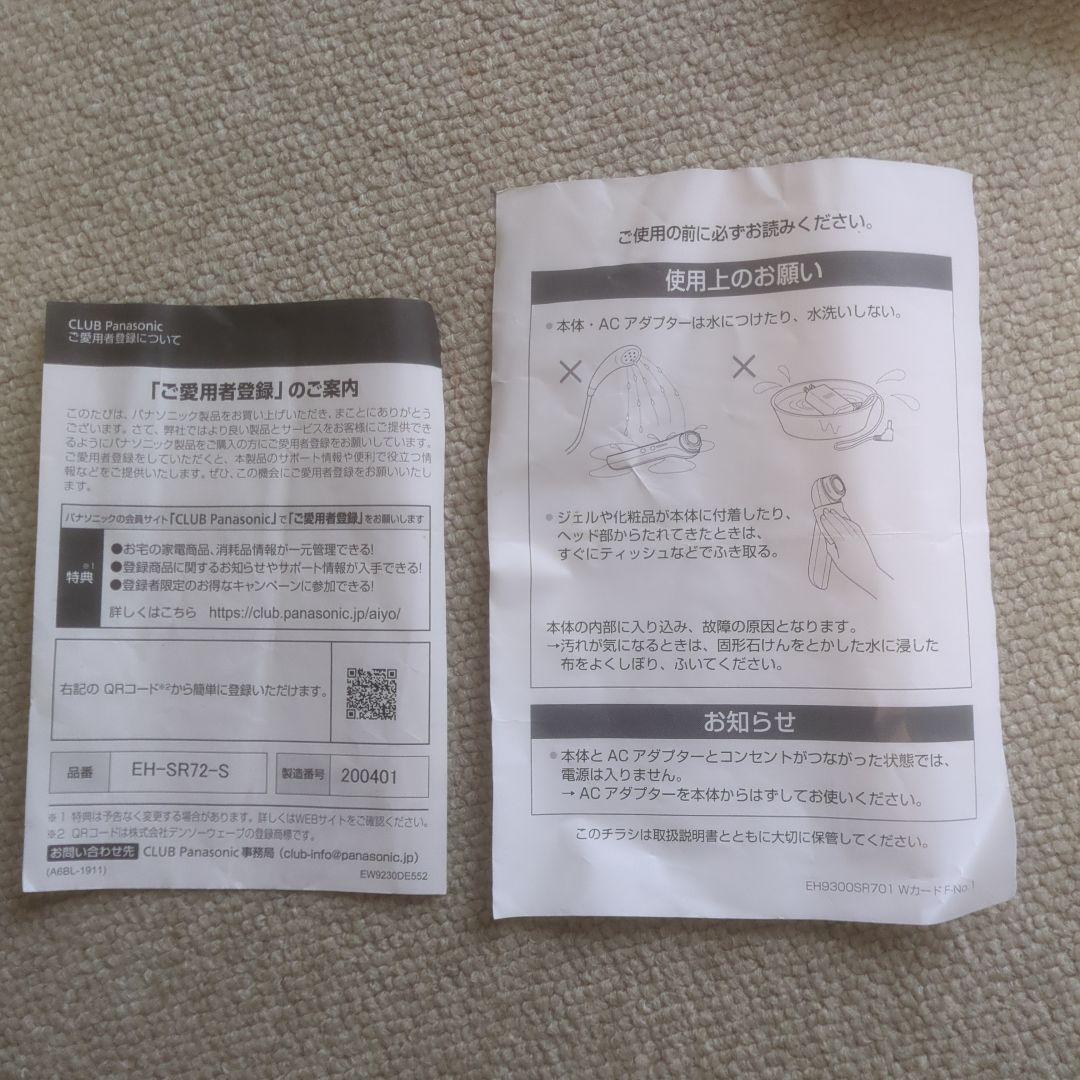 CLUB Panasonic
ご愛用者登録について
「ご愛用者登録」のご案内
このたびは、パナソニック製品をお買い上げいただき、まことにありがとう
ございます。さて、弊社ではより良い製品とサービスをお客様にご提供でき
るようにパナソニック製品をご購入の方にご愛用者登録をお願いしています。
ご愛用者登録をしていただくと、本製品のサポート情報や便利で役立つ情
報などをご提供いたします。ぜひ、この機会にご愛用者登録をお願いいたし
ます。
パナソニックの会員サイト「CLUB Panasonic」で「ご愛用者登録」をお願いします
特典※1
●お宅の家電商品、消耗品情報が一元管理できる!
●登録商品に関するお知らせやサポート情報が入手できる!
●登録者限定のお得なキャンペーンに参加できる!
詳しくはこちら https://club.panasonic.jp/aiyo/
右記の QRコード※2から簡単に登録いただけます。
品番 EH-SR72-S 製造番号 200401
※1 特典は予告なく変更する場合があります。詳しくはWEBサイトをご確認ください。
※2 QRコードは株式会社デンソーウェーブの登録商標です。
お問い合わせ先 CLUB Panasonic 事務局 (club-info@panasonic.jp)
(A6BL-1911) EW9230DE552
ご使用の前に必ずお読みください。
使用上のお願い
●本体・AC アダプターは水につけたり、水洗いしない。
●ジェルや化粧品が本体に付着したり、
ヘッド部からたれてきたときは、
すぐにティッシュなどでふき取る。
本体の内部に入り込み、故障の原因となります。
→汚れが気になるときは、固形石けんをとかした水に浸した
布をよくしぼり、ふいてください。
お知らせ
●本体と AC アダプターとコンセントがつながった状態では、
電源は入りません。
→ AC アダプターを本体からはずしてお使いください。
このチラシは取扱説明書とともに大切に保管してください。
EH9300SR701 Wカード F-No.1